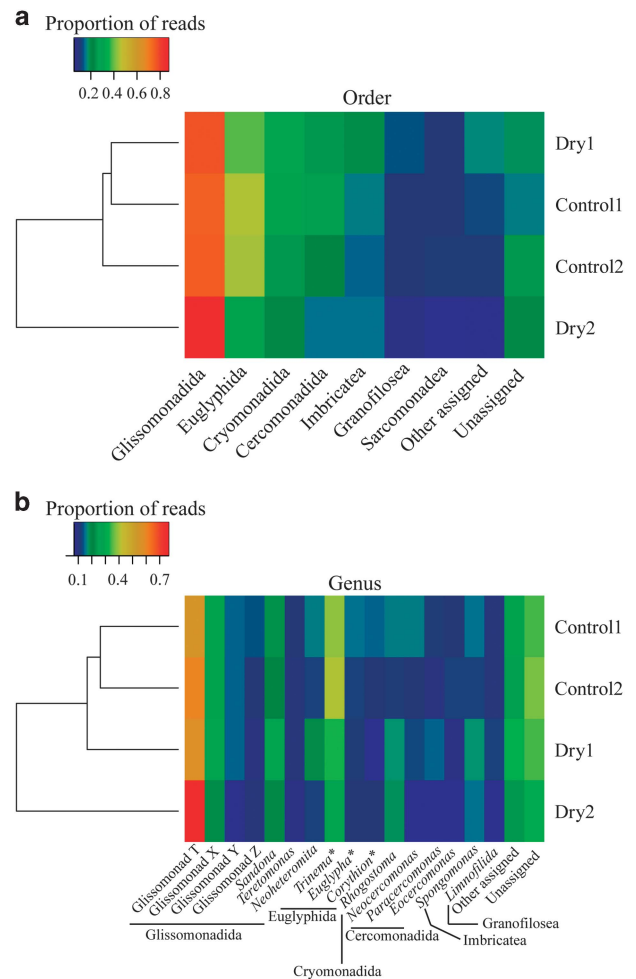 a
Proportion of reads
0.2 0.4 0.6 0.8
Order
Dry1
Control1
Control2
Dry2
Glissomonadida
Euglyphida
Cryomonadida
Cercomonadida
Imbricatea
Granofilosea
Sarcomonadea
Other assigned
Unassigned
b
Proportion of reads
0.1 0.4 0.7
Genus
Control1
Control2
Dry1
Dry2
Glissomonad T
Glissomonad X
Glissomonad Y
Glissomonad Z
Sandona
Teretomonas
Neoheteromita
Trinema*
Euglypha*
Corythion*
Rhogostoma
Neocercomonas
Paracercomonas
Eocercomonas
Spongomonas
Limnofilida
Other assigned
Unassigned
Glissomonadida
Euglyphida
Cryomonadida
Cercomonadida
Imbricatea
Granofilosea